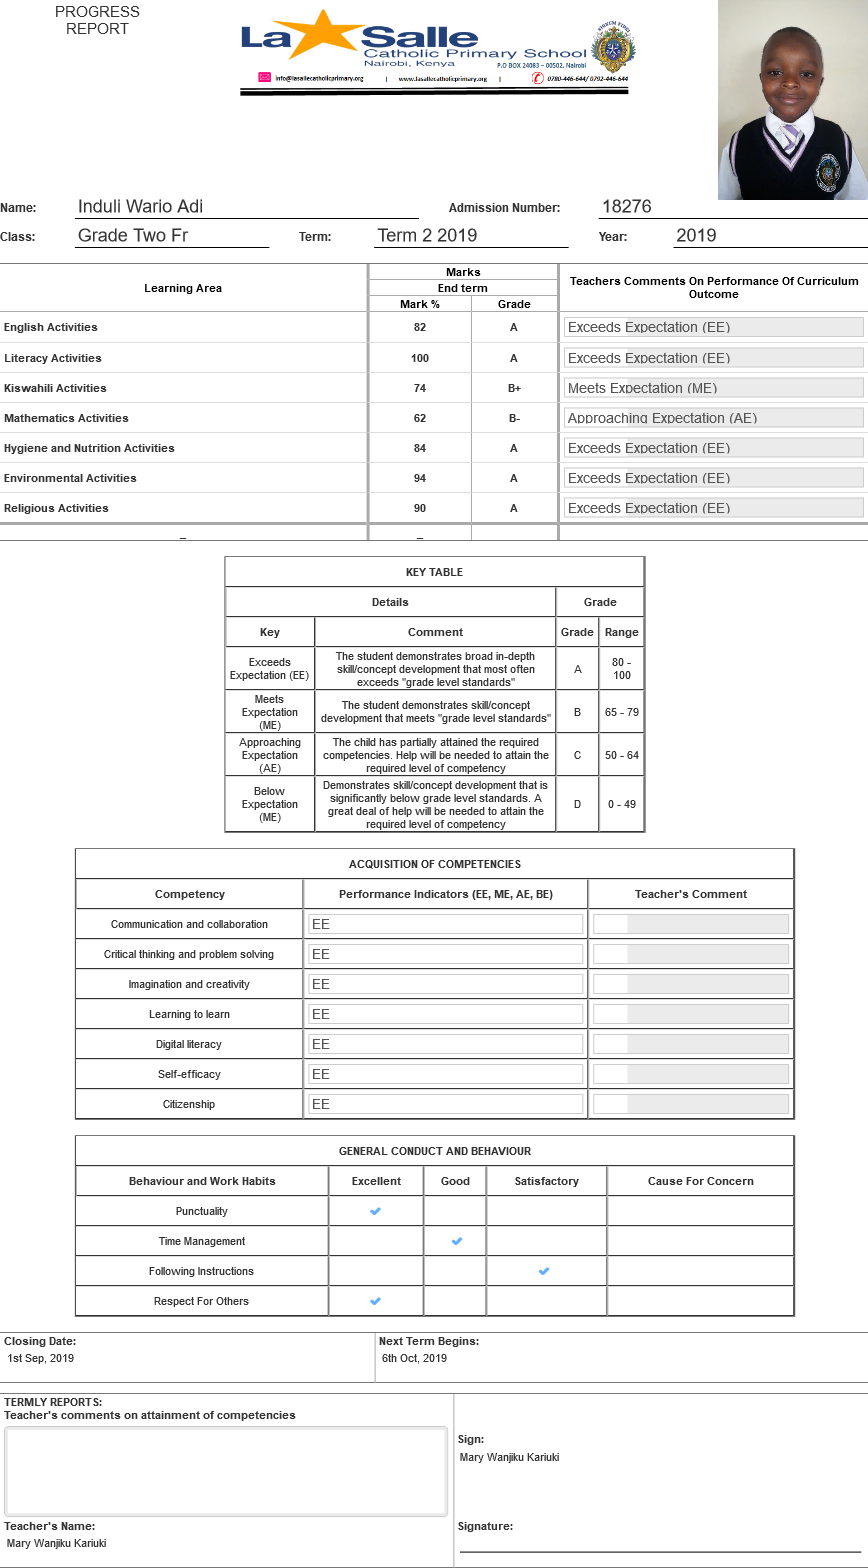 PROGRESS
REPORT
La Salle
Catholic Primary School
Nairobi, Kenya
P.O BOX 24083 – 00502, Nairobi
info@lasallecatholicprimary.org | www.lasallecatholicprimary.org | 0780-446-644/ 0792-446-644
Name: Induli Wario Adi Admission Number: 18276
Class: Grade Two Fr Term: Term 2 2019 Year: 2019
Learning Area
Marks
End term
Mark % Grade
Teachers Comments On Performance Of Curriculum
Outcome
English Activities 82 A Exceeds Expectation (EE)
Literacy Activities 100 A Exceeds Expectation (EE)
Kiswahili Activities 74 B+ Meets Expectation (ME)
Mathematics Activities 62 B- Approaching Expectation (AE)
Hygiene and Nutrition Activities 84 A Exceeds Expectation (EE)
Environmental Activities 94 A Exceeds Expectation (EE)
Religious Activities 90 A Exceeds Expectation (EE)
_ _
KEY TABLE
Details Grade
Key Comment Grade Range
Exceeds
Expectation (EE)
The student demonstrates broad in-depth
skill/concept development that most often
exceeds "grade level standards"
A
80 -
100
Meets
Expectation
(ME)
The student demonstrates skill/concept
development that meets "grade level standards"
B
65 - 79
Approaching
Expectation
(AE)
The child has partially attained the required
competencies. Help will be needed to attain the
required level of competency
C
50 - 64
Below
Expectation
(ME)
Demonstrates skill/concept development that is
significantly below grade level standards. A
great deal of help will be needed to attain the
required level of competency
D
0 - 49
ACQUISITION OF COMPETENCIES
Competency Performance Indicators (EE, ME, AE, BE) Teacher's Comment
Communication and collaboration EE
Critical thinking and problem solving EE
Imagination and creativity EE
Learning to learn EE
Digital literacy EE
Self-efficacy EE
Citizenship EE
GENERAL CONDUCT AND BEHAVIOUR
Behaviour and Work Habits Excellent Good Satisfactory Cause For Concern
Punctuality
Time Management
Following Instructions
Respect For Others
Closing Date: Next Term Begins:
1st Sep, 2019 6th Oct, 2019
TERMLY REPORTS:
Teacher's comments on attainment of competencies
Sign:
Mary Wanjiku Kariuki
Teacher's Name: Signature:
Mary Wanjiku Kariuki